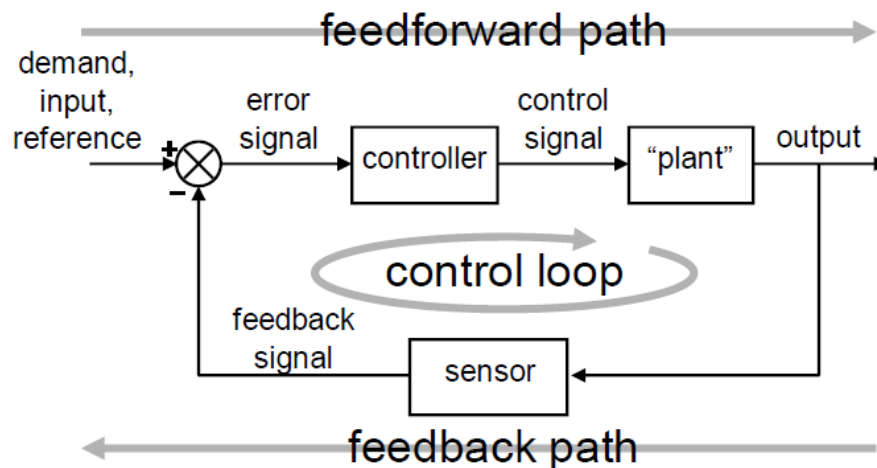 feedforward path
demand,
input,
reference
error
signal
controller
control
signal
“plant”
output
+
−
control loop
feedback
signal
sensor
feedback path